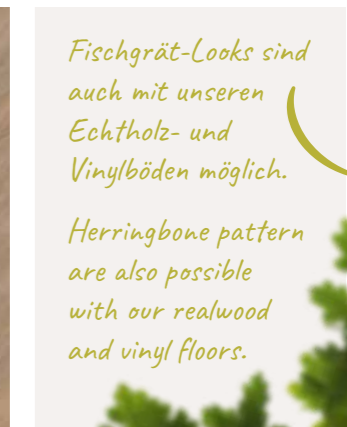 Fischgrät-Looks sind
auch mit unseren
Echtholz- und
Vinylböden möglich.
Herringbone pattern
are also possible
with our realwood
and vinyl floors.